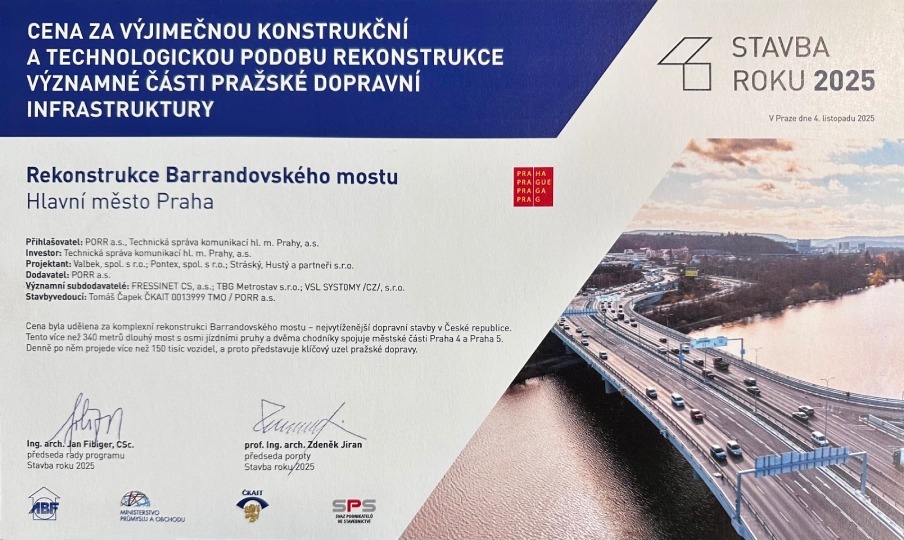 CENA ZA VÝJIMEČNOU KONSTRUKČNÍ
A TECHNOLOGICKOU PODOBU REKONSTRUKCE
VÝZNAMNÉ ČÁSTI PRAŽSKÉ DOPRAVNÍ
INFRASTRUKTURY
STAVBA
ROKU 2025
V Praze dne 4. listopadu 2025
Rekonstrukce Barrandovského mostu
Hlavní město Praha
PRA HA
PRA GUE
PRA GA
PRA G
Přihlašovatel: PORR a.s., Technická správa komunikací hl. m. Prahy, a.s.
Investor: Technická správa komunikací hl. m. Prahy, a.s.
Projektant: Valbek, spol. s r.o.; Pontex, spol. s r.o.; Stráský, Hustý a partneři s.r.o.
Dodavatel: PORR a.s.
Významní subdodavatelé: FRESSINET CS, a.s.; TBG Metrostav s.r.o.; VSL SYSTÉMY /CZ/, s.r.o.
Stavbyvedoucí: Tomáš Čapek ČKAIT 0013999 TMO / PORR a.s.
Cena byla udělena za komplexní rekonstrukci Barrandovského mostu – nejvytíženější dopravní stavby v České republice.
Tento více než 340 metrů dlouhý most s osmi jízdními pruhy a dvěma chodníky spojuje městské části Praha 4 a Praha 5.
Denně po něm projede více než 150 tisíc vozidel, a proto představuje klíčový uzel pražské dopravy.
Ing. arch. Jan Fibiger, CSc.
předseda rady programu
Stavba roku 2025
prof. Ing. arch. Zdeněk Jiran
předseda poroty
Stavba roku 2025
ABF
MINISTERSTVO
PRŮMYSLU A OBCHODU
ČKAIT
SPS
SVAZ PODNIKATELŮ
VE STAVEBNICTVÍ